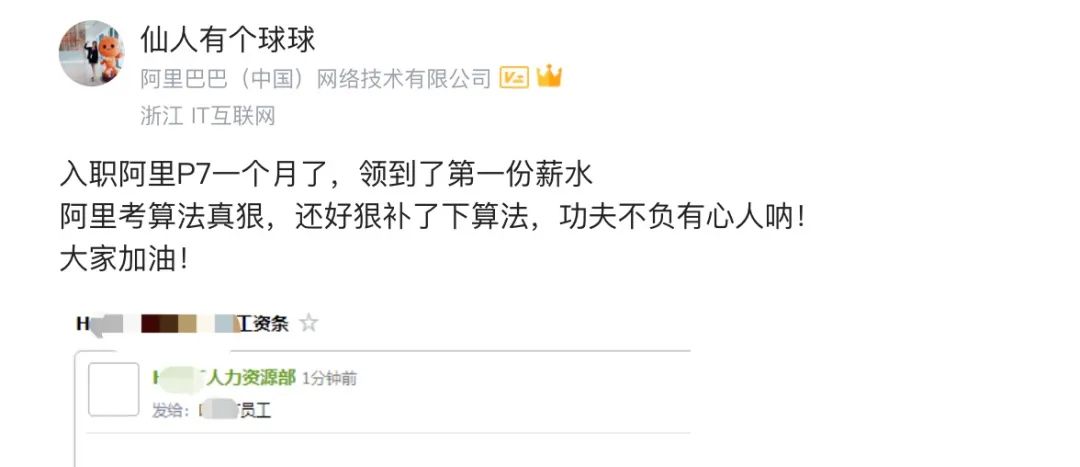 仙人有个球球
阿里巴巴（中国）网络技术有限公司 V
浙江 IT互联网
入职阿里P7一个月了，领到了第一份薪水
阿里考算法真狠，还好狠补了下算法，功夫不负有心人呐！
大家加油！
H 工资条
人力资源部 1分钟前
发给： 员工